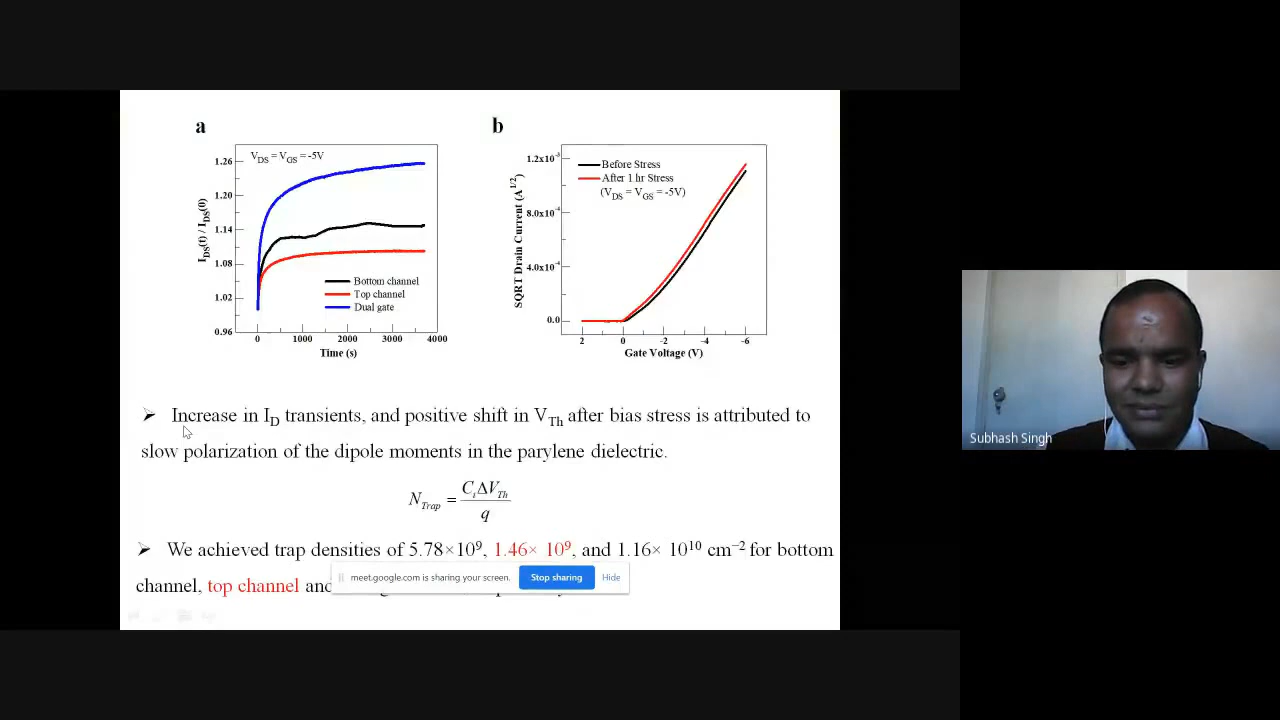 a
b
V_DS = V_GS = -5V
I_DS(t) / I_DS(0)
1.26
1.20
1.14
1.08
1.02
0.96
Bottom channel
Top channel
Dual gate
0 1000 2000 3000 4000
Time (s)
SQRT Drain Current (A^1/2)
8.0x10^-4
4.0x10^-4
0.0
Before Stress
After 1 hr Stress
(V_DS = V_GS = -5V)
2 0 -2 -4 -6
Gate Voltage (V)
➢ Increase in I_D transients, and positive shift in V_Th after bias stress is attributed to
slow polarization of the dipole moments in the parylene dielectric.
N_Trap = C_i ΔV_Th / q
➢ We achieved trap densities of 5.78×10^9, 1.46× 10^9, and 1.16× 10^10 cm^−2 for bottom
channel, top channel and
meet.google.com is sharing your screen.
Stop sharing
Hide
Subhash Singh